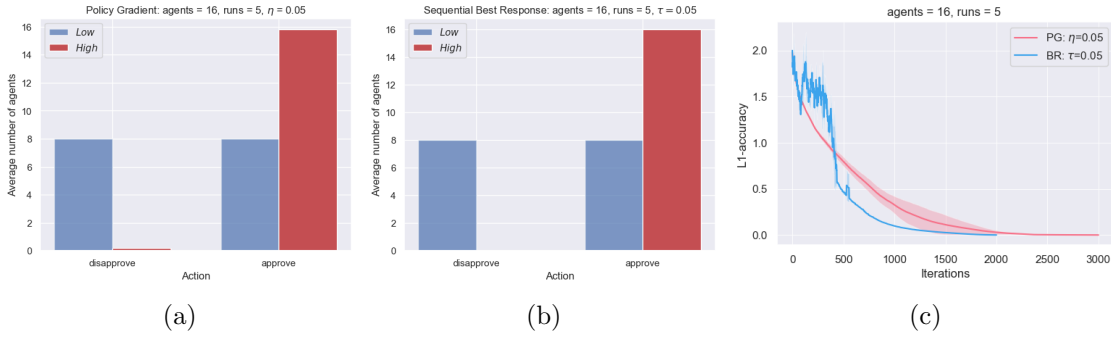 Policy Gradient: agents = 16, runs = 5, η = 0.05
Average number of agents
16
14
12
10
8
6
4
2
0
Low
High
disapprove
approve
Action
(a)
Sequential Best Response: agents = 16, runs = 5, τ = 0.05
Average number of agents
16
14
12
10
8
6
4
2
0
Low
High
disapprove
approve
Action
(b)
agents = 16, runs = 5
L1-accuracy
2.0
1.5
1.0
0.5
0.0
PG: η=0.05
BR: τ=0.05
0 500 1000 1500 2000 2500 3000
Iterations
(c)